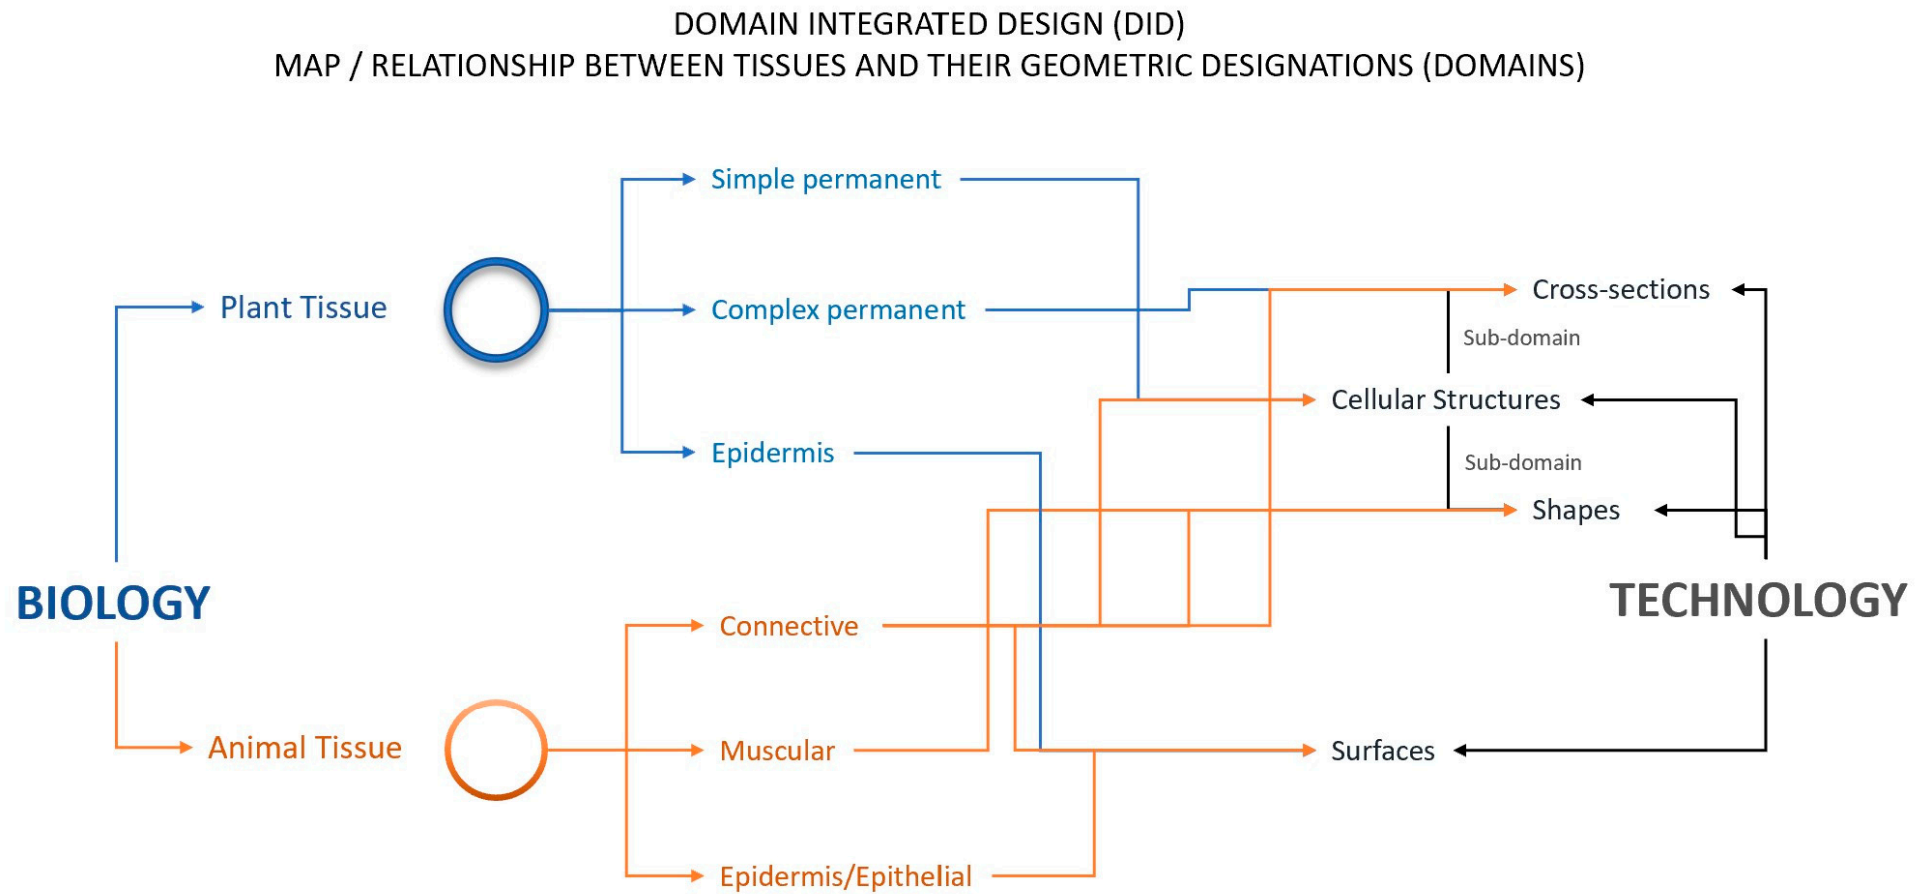 DOMAIN INTEGRATED DESIGN (DID)
MAP / RELATIONSHIP BETWEEN TISSUES AND THEIR GEOMETRIC DESIGNATIONS (DOMAINS)
Simple permanent
Plant Tissue
Complex permanent
Epidermis
Cross-sections
Sub-domain
Cellular Structures
Sub-domain
Shapes
BIOLOGY
TECHNOLOGY
Connective
Animal Tissue
Muscular
Surfaces
Epidermis/Epithelial